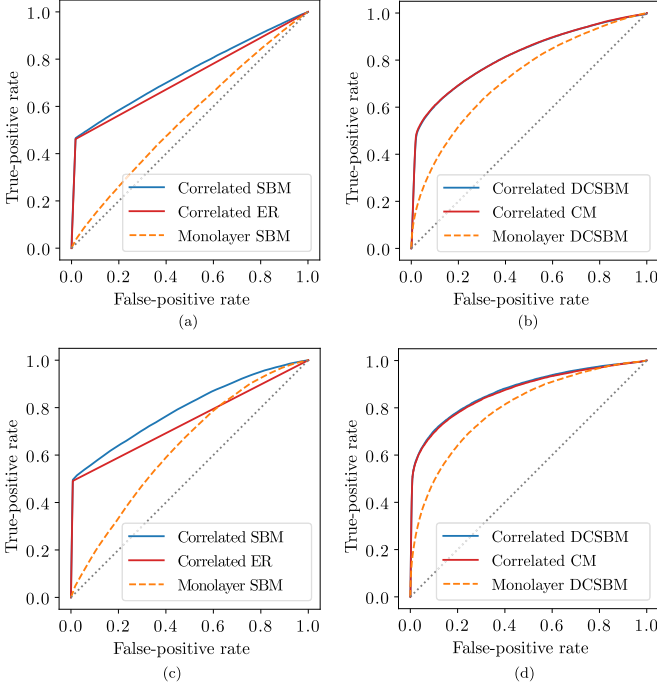 True-positive rate
1.0
0.8
0.6
0.4
0.2
0.0
Correlated SBM
Correlated ER
Monolayer SBM
0.0 0.2 0.4 0.6 0.8 1.0
False-positive rate
(a)
True-positive rate
1.0
0.8
0.6
0.4
0.2
0.0
Correlated DCSBM
Correlated CM
Monolayer DCSBM
0.0 0.2 0.4 0.6 0.8 1.0
False-positive rate
(b)
True-positive rate
1.0
0.8
0.6
0.4
0.2
0.0
Correlated SBM
Correlated ER
Monolayer SBM
0.0 0.2 0.4 0.6 0.8 1.0
False-positive rate
(c)
True-positive rate
1.0
0.8
0.6
0.4
0.2
0.0
Correlated DCSBM
Correlated CM
Monolayer DCSBM
0.0 0.2 0.4 0.6 0.8 1.0
False-positive rate
(d)